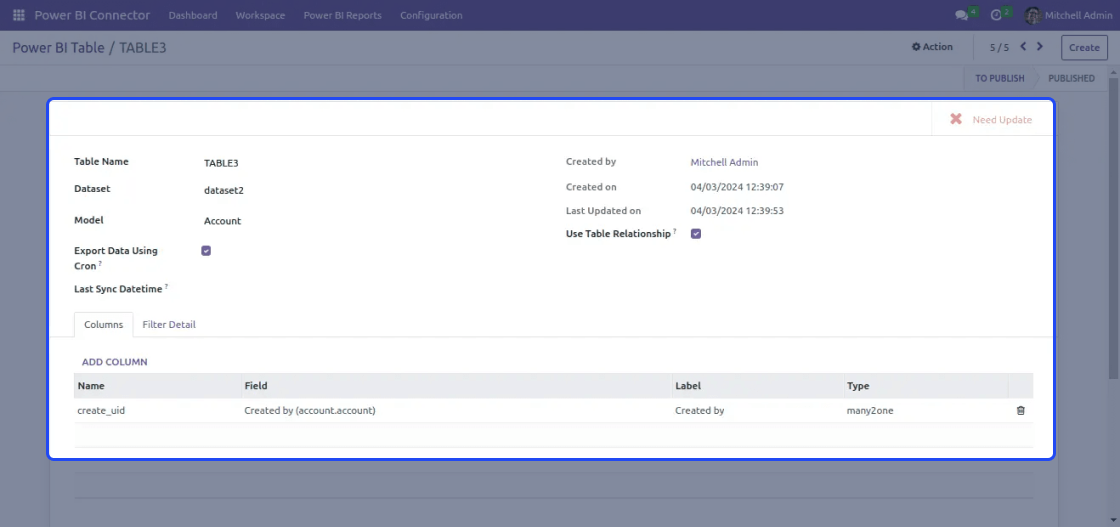 Power BI Connector Dashboard Workspace Power BI Reports Configuration 4 2 Mitchell Admin
Power BI Table / TABLE3 Action 5 / 5 Create
TO PUBLISH PUBLISHED
Need Update
Table Name TABLE3 Created by Mitchell Admin
Dataset dataset2 Created on 04/03/2024 12:39:07
Last Updated on 04/03/2024 12:39:53
Model Account
Use Table Relationship ?
Export Data Using
Cron ?
Last Sync Datetime ?
Columns Filter Detail
ADD COLUMN
Name Field Label Type
create_uid Created by (account.account) Created by many2one